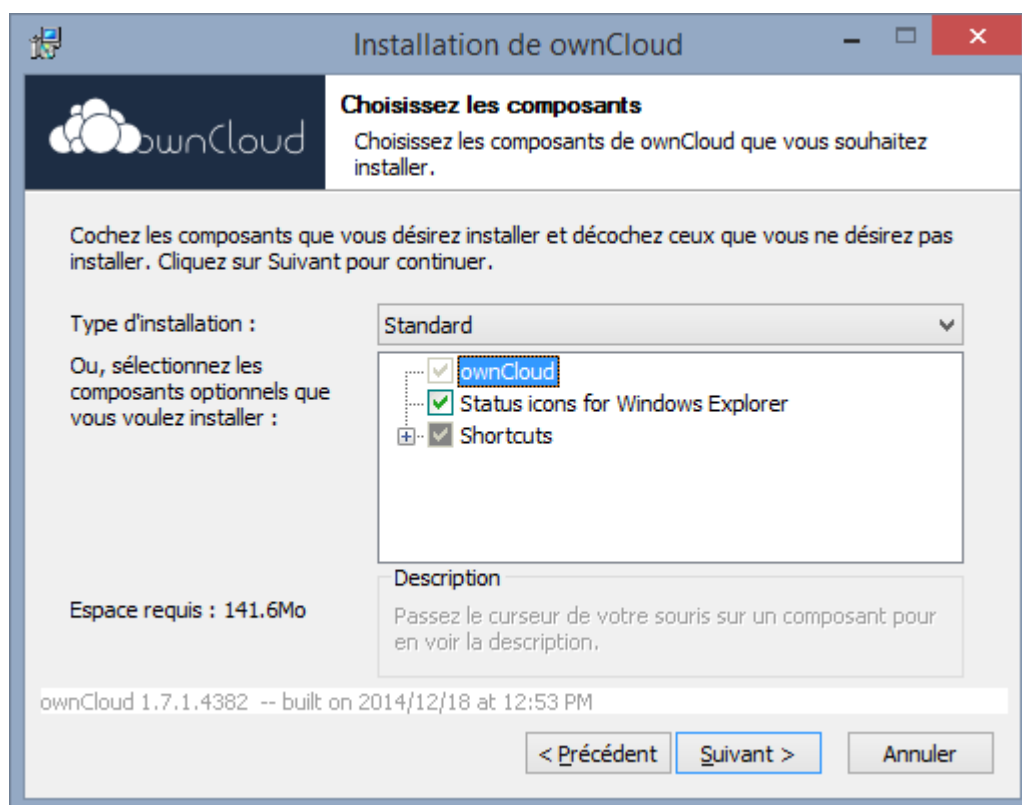 Installation de ownCloud
ownCloud
Choisissez les composants
Choisissez les composants de ownCloud que vous souhaitez
installer.
Cochez les composants que vous désirez installer et décochez ceux que vous ne désirez pas
installer. Cliquez sur Suivant pour continuer.
Type d'installation :
Standard
Ou, sélectionnez les
composants optionnels que
vous voulez installer :
ownCloud
Status icons for Windows Explorer
Shortcuts
Espace requis : 141.6Mo
Description
Passez le curseur de votre souris sur un composant pour
en voir la description.
ownCloud 1.7.1.4382 -- built on 2014/12/18 at 12:53 PM
< Précédent
Suivant >
Annuler